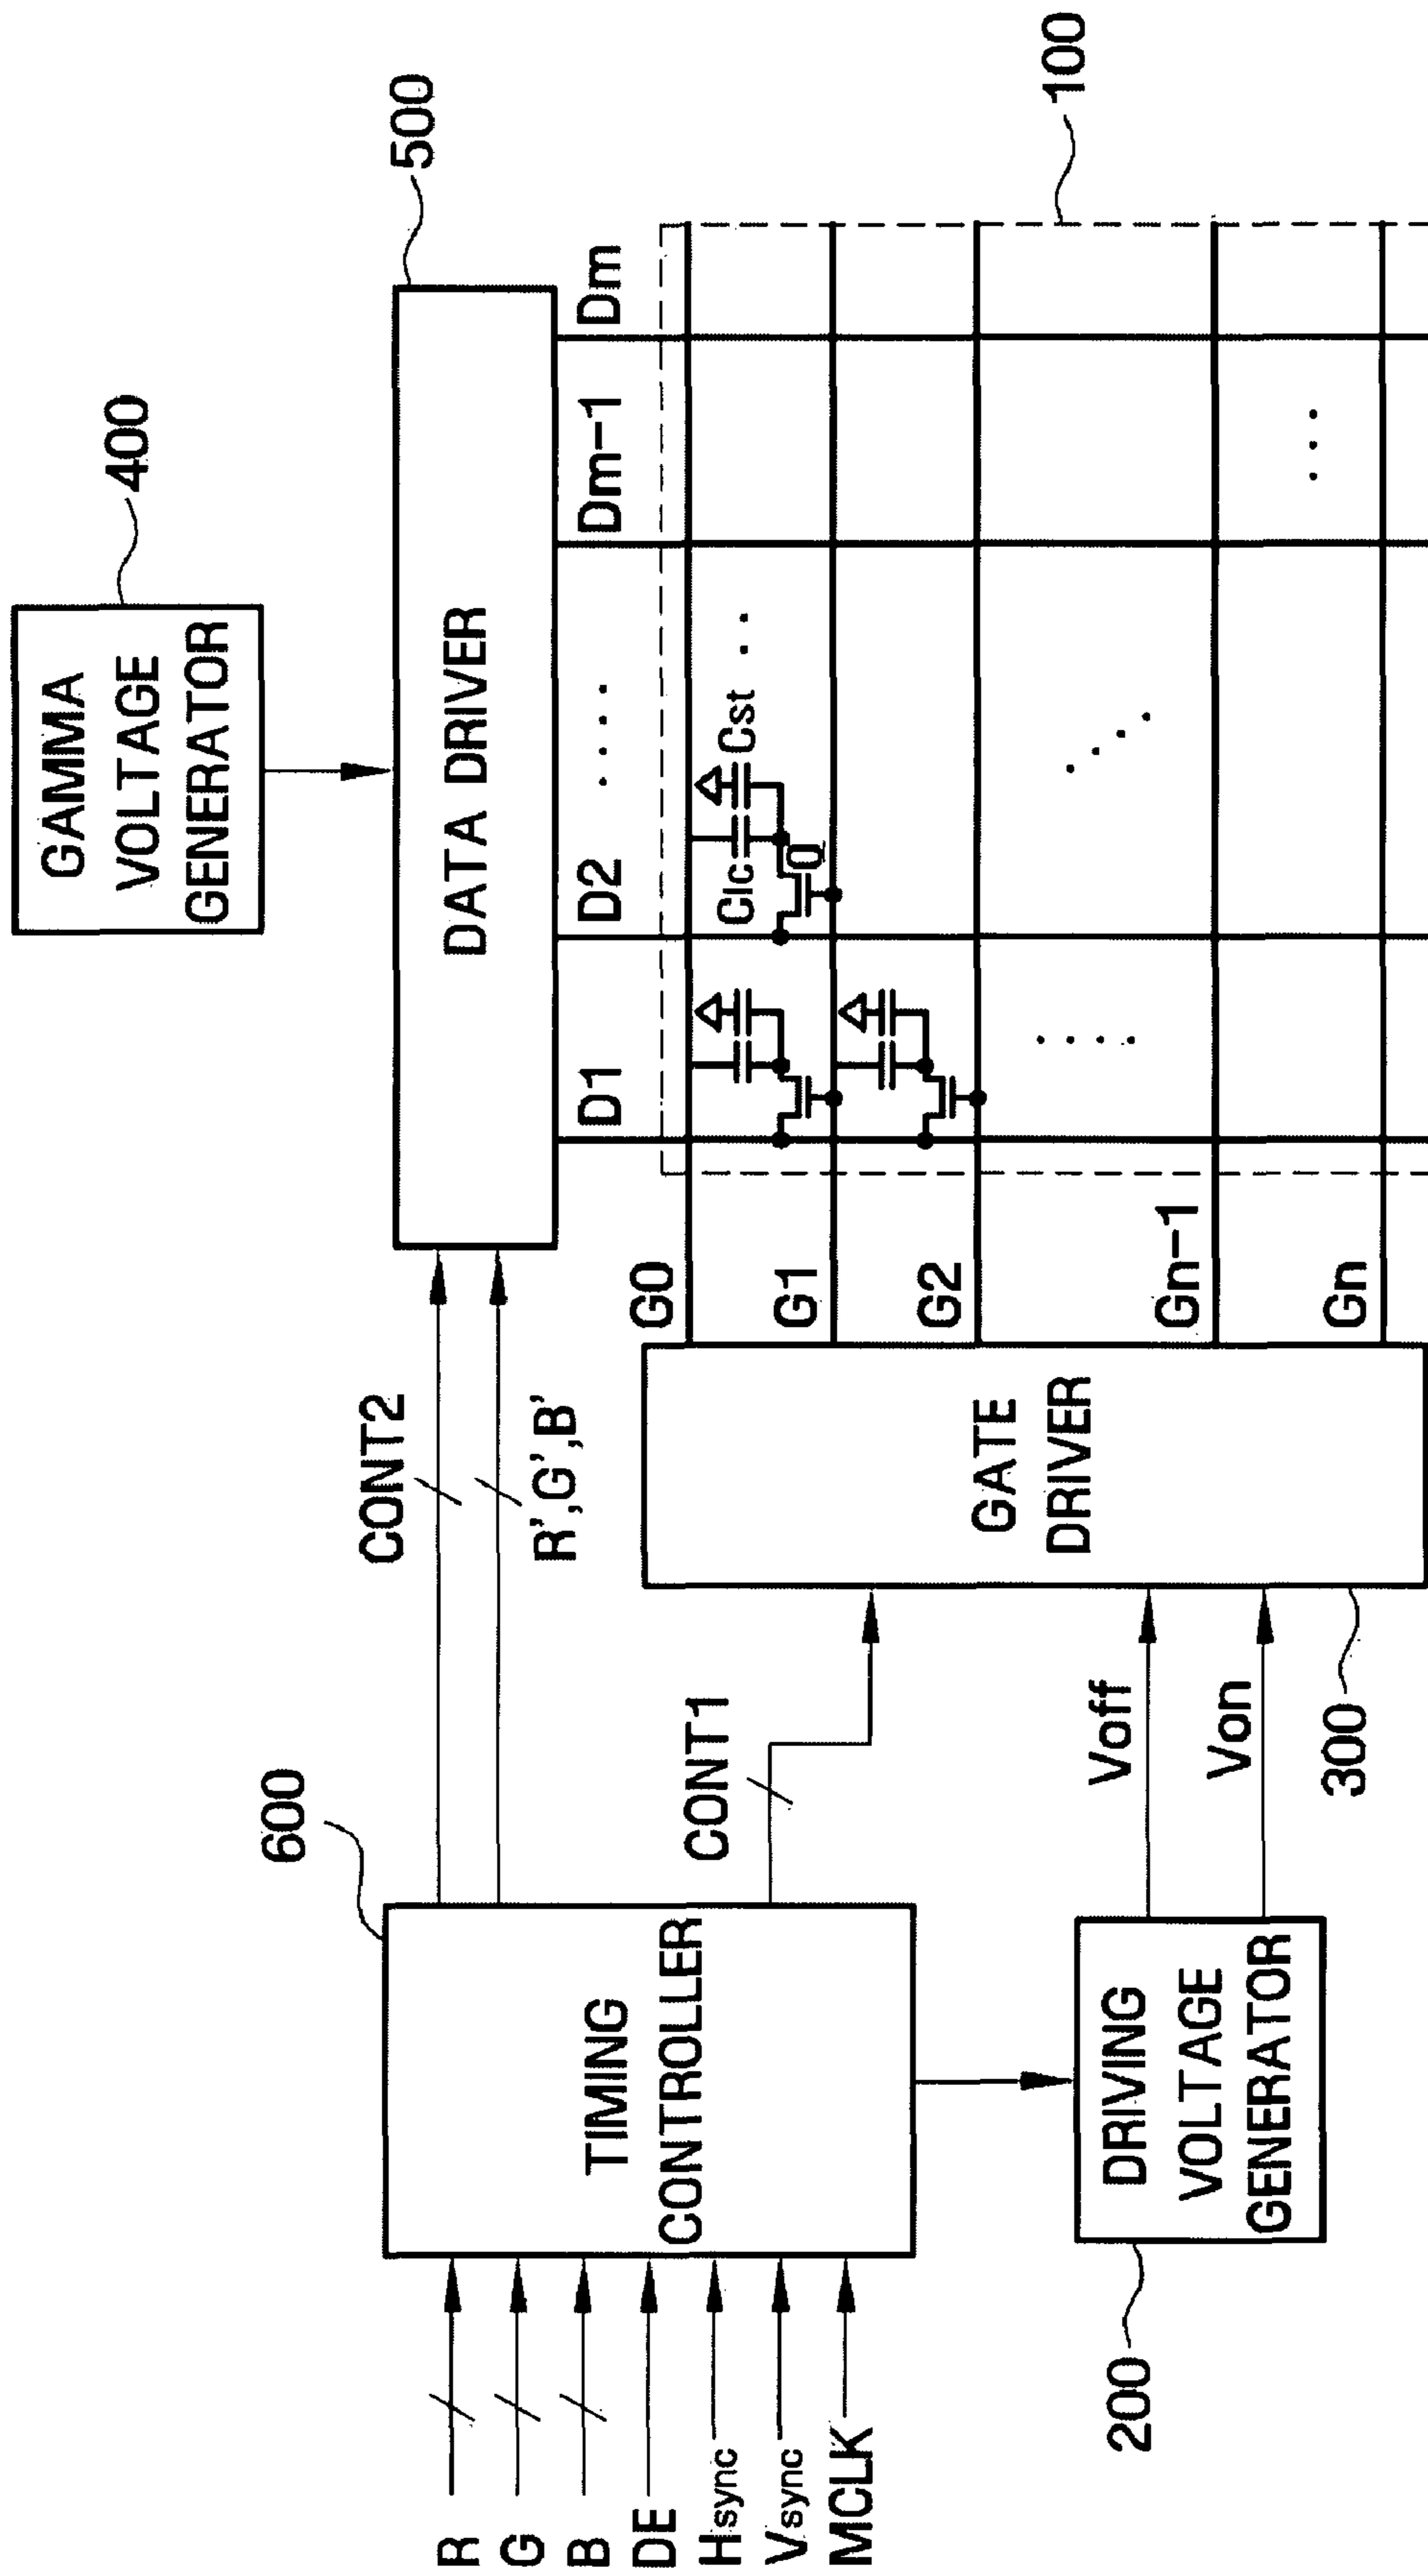 GAMMA
VOLTAGE
GENERATOR
400
500
600
CONT2
R',G',B'
DATA DRIVER
D1
D2
Dm-1
Dm
100
R
G
B
DE
Hsync
Vsync
MCLK
TIMING
CONTROLLER
CONT1
Voff
Von
GATE
DRIVER
300
G0
G1
G2
Gn-1
Gn
Clc
Cst
Q
DRIVING
VOLTAGE
GENERATOR
200